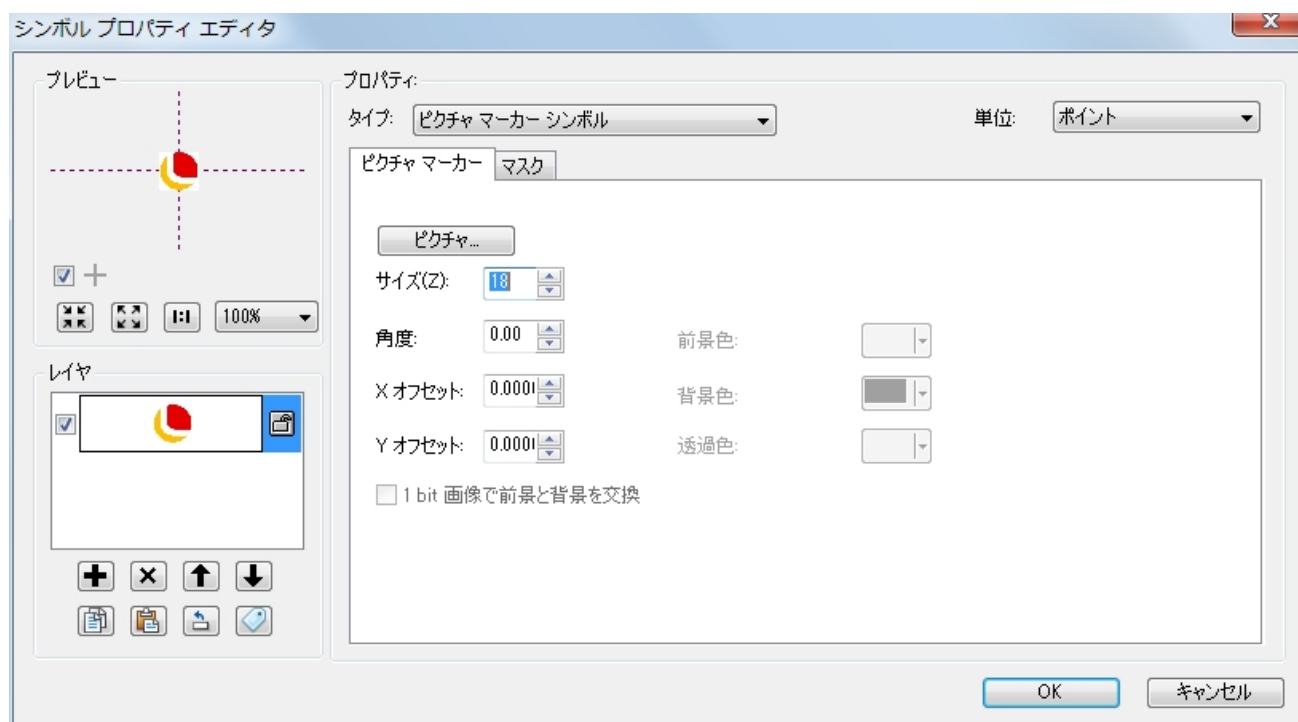 シンボル プロパティ エディタ
プレビュー
100%
レイヤ
プロパティ:
タイプ: ピクチャ マーカー シンボル 単位: ポイント
ピクチャ マーカー マスク
ピクチャ...
サイズ(Z): 18
角度: 0.00 前景色:
X オフセット: 0.000 背景色:
Y オフセット: 0.000 透過色:
1 bit 画像で前景と背景を交換
OK キャンセル